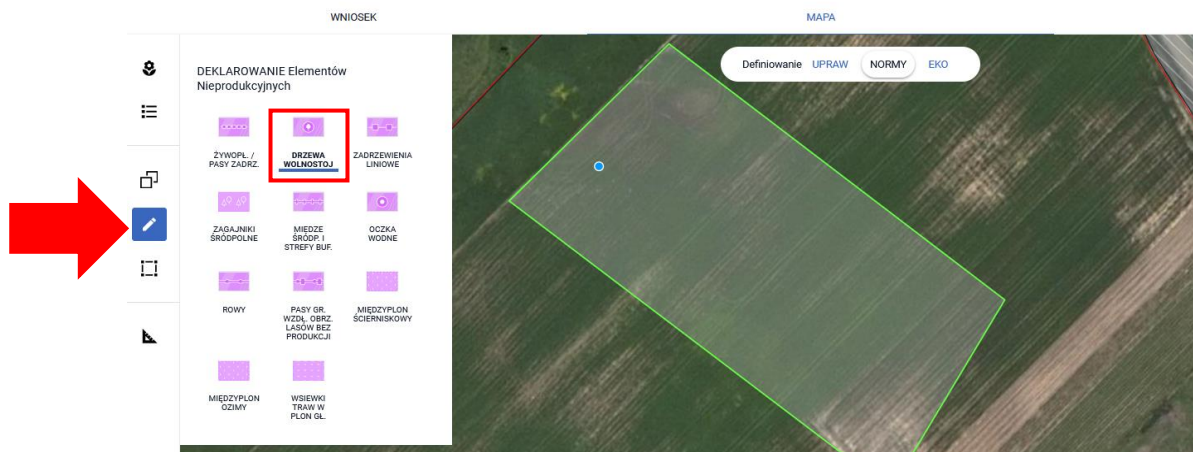 WNIOSEK
MAPA
DEKLAROWANIE Elementów
Nieprodukcyjnych
Definiowanie UPRAW NORMY EKO
ŻYWOPŁ. /
PASY ZADRZ.
DRZEWA
WOLNOSTOJ
ZADRZEWIENIA
LINIOWE
ZAGAJNIKI
ŚRÓDPOLNE
MIEDZE
ŚRÓDP. I
STREFY BUF.
OCZKA
WODNE
ROWY
PASY GR.
WZDŁ. OBRZ.
LASÓW BEZ
PRODUKCJI
MIĘDZYPLON
ŚCIERNISKOWY
MIĘDZYPLON
OZIMY
WSIEWKI
TRAW W
PLON GŁ.